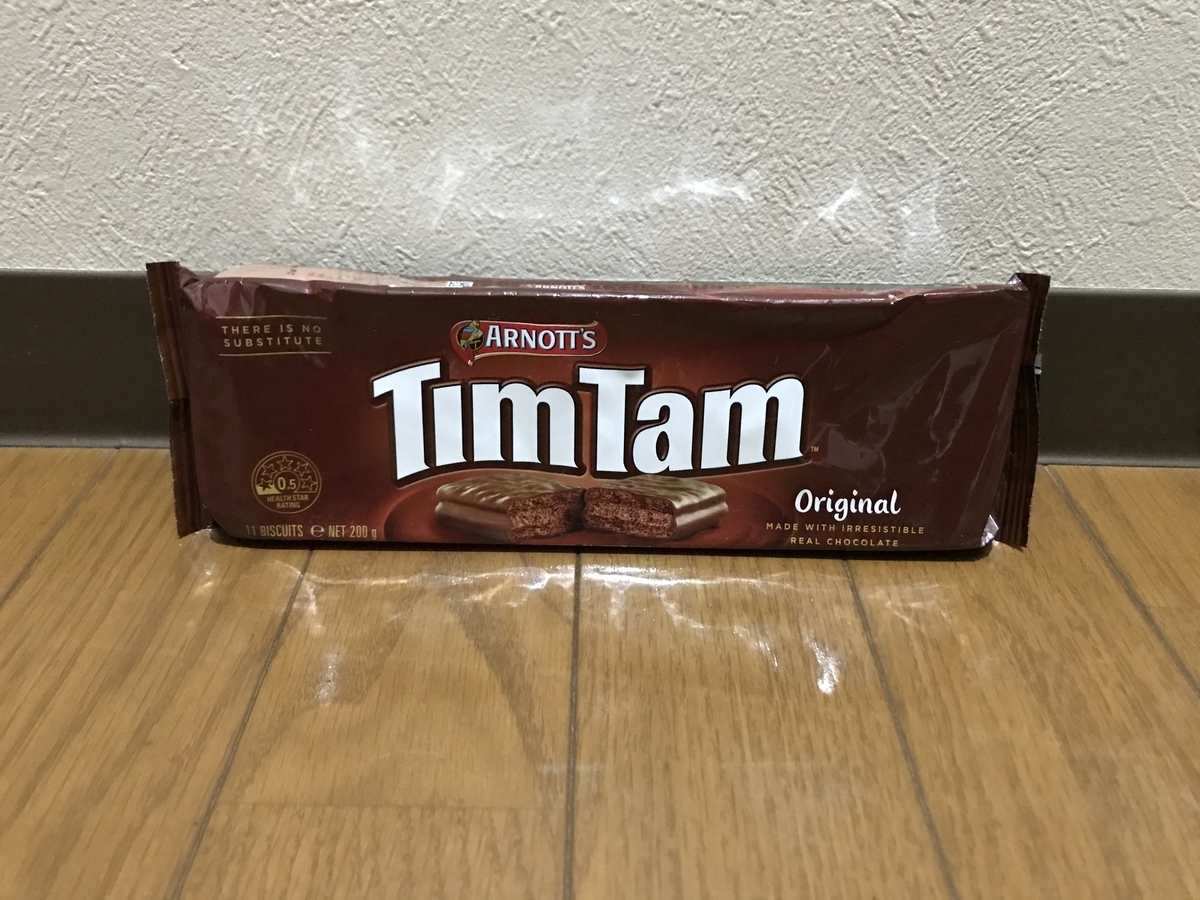 THERE IS NO
SUBSTITUTE
ARNOTT'S
TimTam™
0.5
HEALTH STAR
RATING
11 BISCUITS ℮ NET 200 g
Original
MADE WITH IRRESISTIBLE
REAL CHOCOLATE